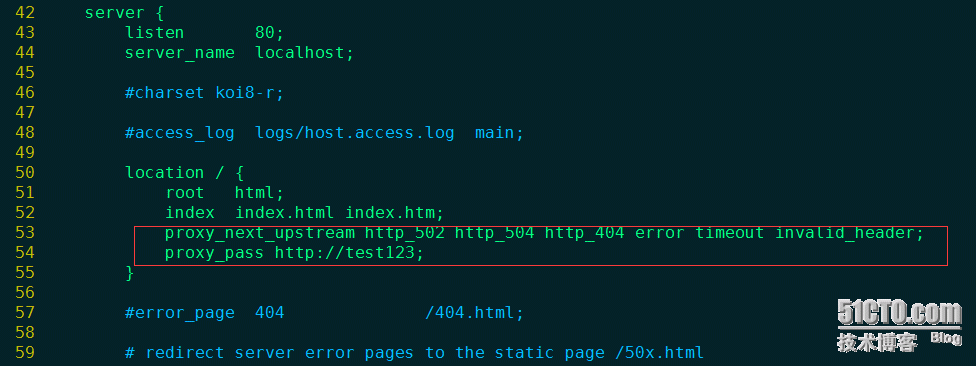 42 server {
43 listen 80;
44 server_name localhost;
45
46 #charset koi8-r;
47
48 #access_log logs/host.access.log main;
49
50 location / {
51 root html;
52 index index.html index.htm;
53 proxy_next_upstream http_502 http_504 http_404 error timeout invalid_header;
54 proxy_pass http://test123;
55 }
56
57 #error_page 404 /404.html;
58
59 # redirect server error pages to the static page /50x.html
51CTO.com
技术博客 Blog